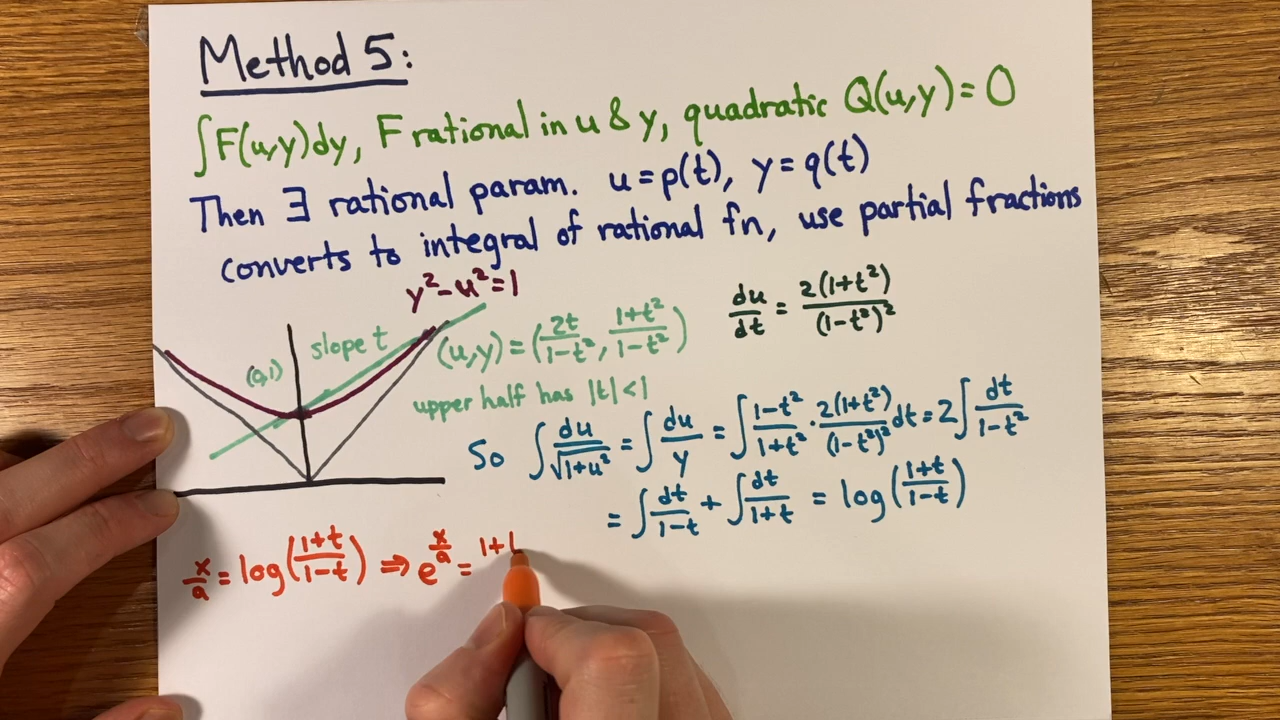 Method 5:
∫F(u,y)dy, F rational in u & y, quadratic Q(u,y) = 0
Then ∃ rational param. u = p(t), y = q(t)
converts to integral of rational fn, use partial fractions
y² - u² = 1
du/dt = 2(1+t²)/(1-t²)²
slope t
(u,y) = (2t/1-t², 1+t²/1-t²)
(0,1)
upper half has |t| < 1
So ∫ du/√1+u² = ∫ du/y = ∫ 1-t²/1+t² · 2(1+t²)/(1-t²)² dt = 2∫ dt/1-t²
= ∫ dt/1-t + ∫ dt/1+t = log(1+t/1-t)
x/a = log(1+t/1-t) ⇒ e^x/a = 1+